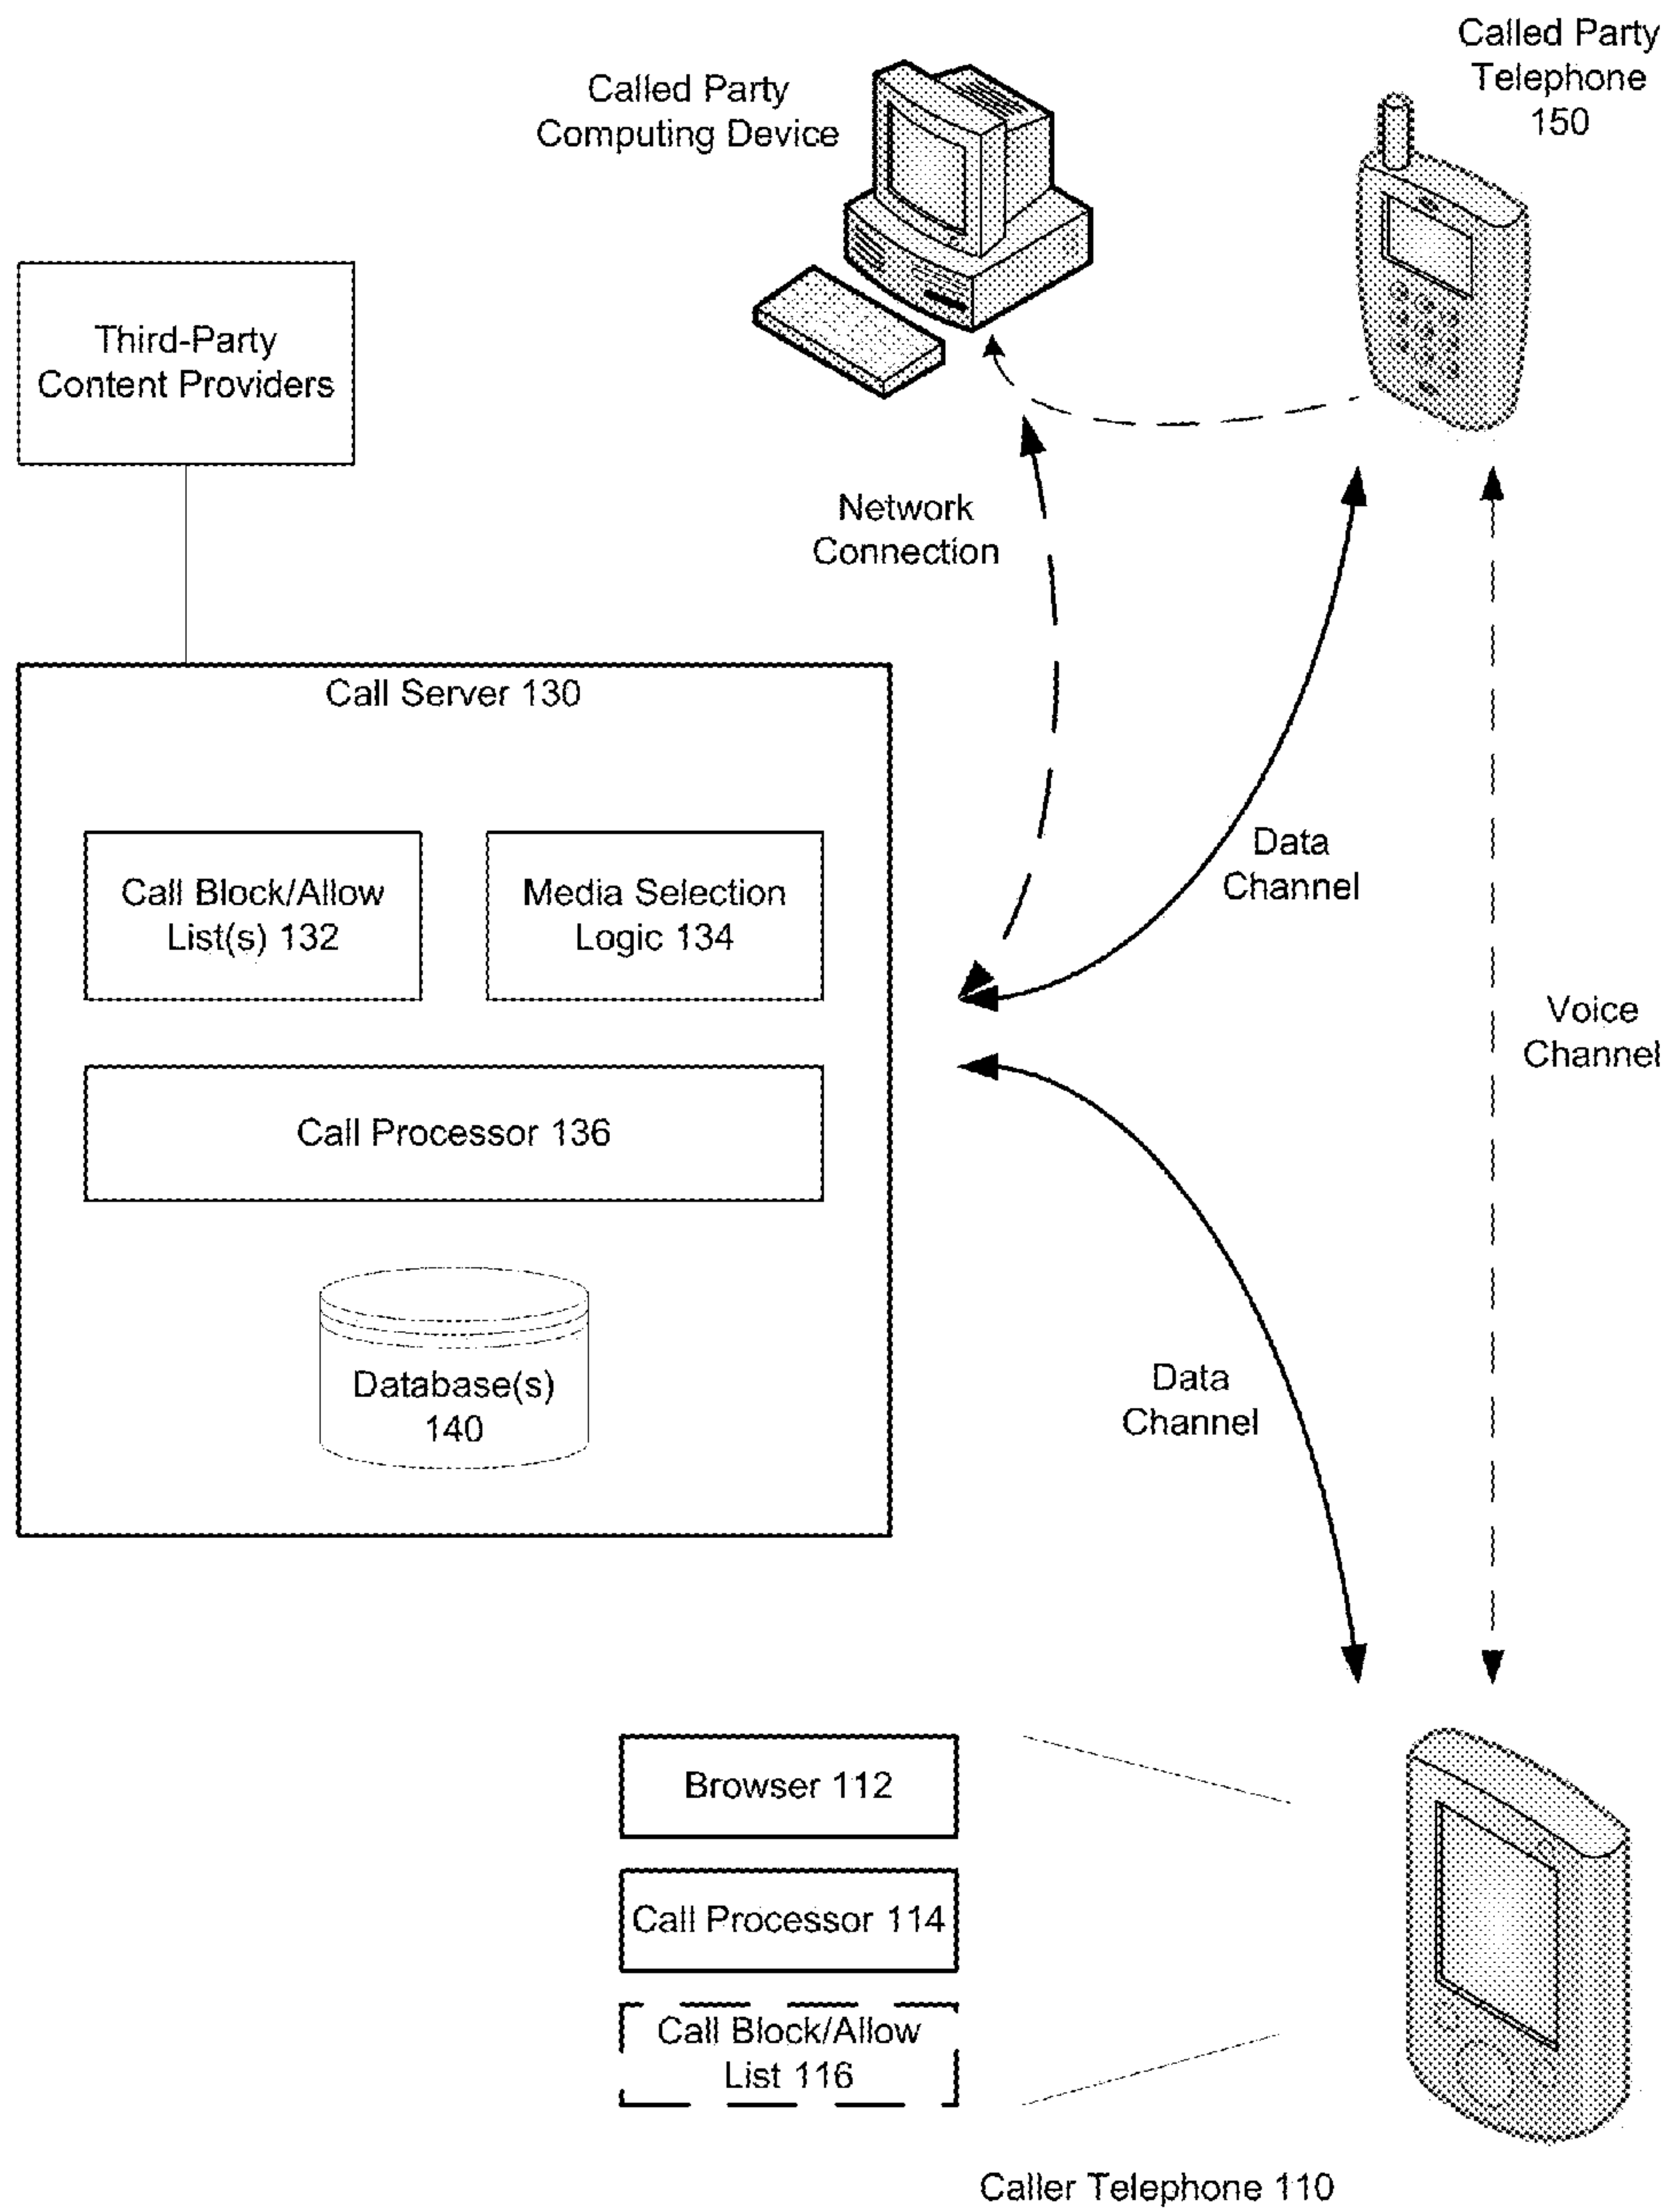 Called Party
Telephone
150
Called Party
Computing Device
Third-Party
Content Providers
Network
Connection
Call Server 130
Call Block/Allow
List(s) 132
Media Selection
Logic 134
Data
Channel
Voice
Channel
Call Processor 136
Database(s)
140
Data
Channel
Browser 112
Call Processor 114
Call Block/Allow
List 116
Caller Telephone 110